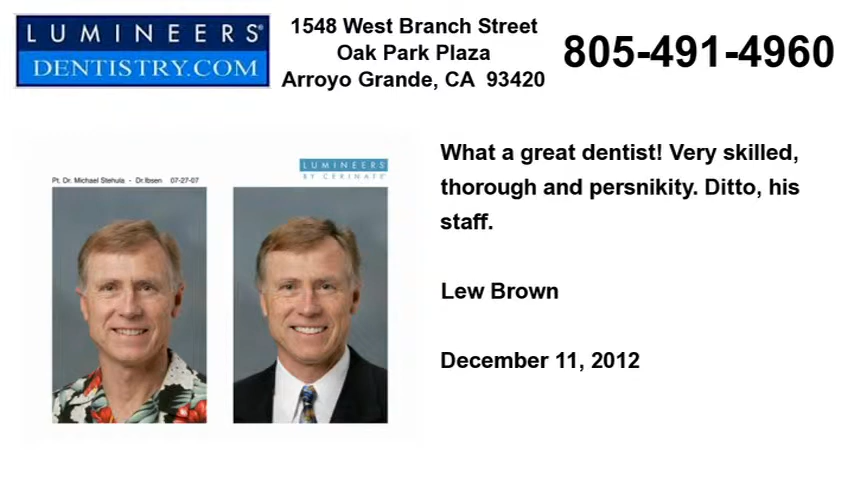 LUMINEERS®
DENTISTRY.COM
1548 West Branch Street
Oak Park Plaza
Arroyo Grande, CA 93420
805-491-4960
Pt. Dr. Michael Stehula - Dr.Ibsen 07-27-07
LUMINEERS
BY CERINATE®
What a great dentist! Very skilled,
thorough and persnikity. Ditto, his
staff.
Lew Brown
December 11, 2012